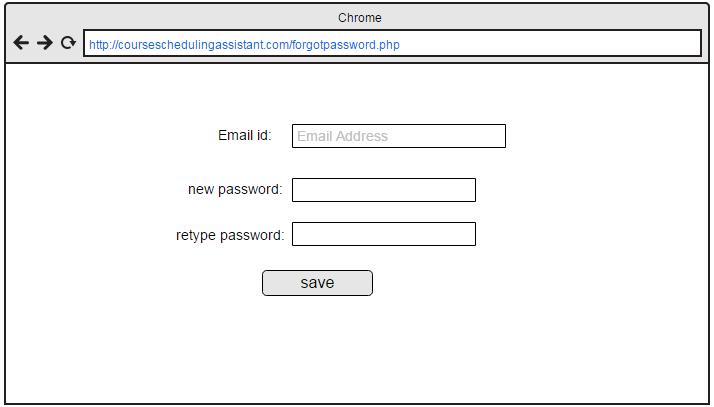 Chrome
http://courseschedulingassistant.com/forgotpassword.php
Email id: Email Address
new password:
retype password:
save